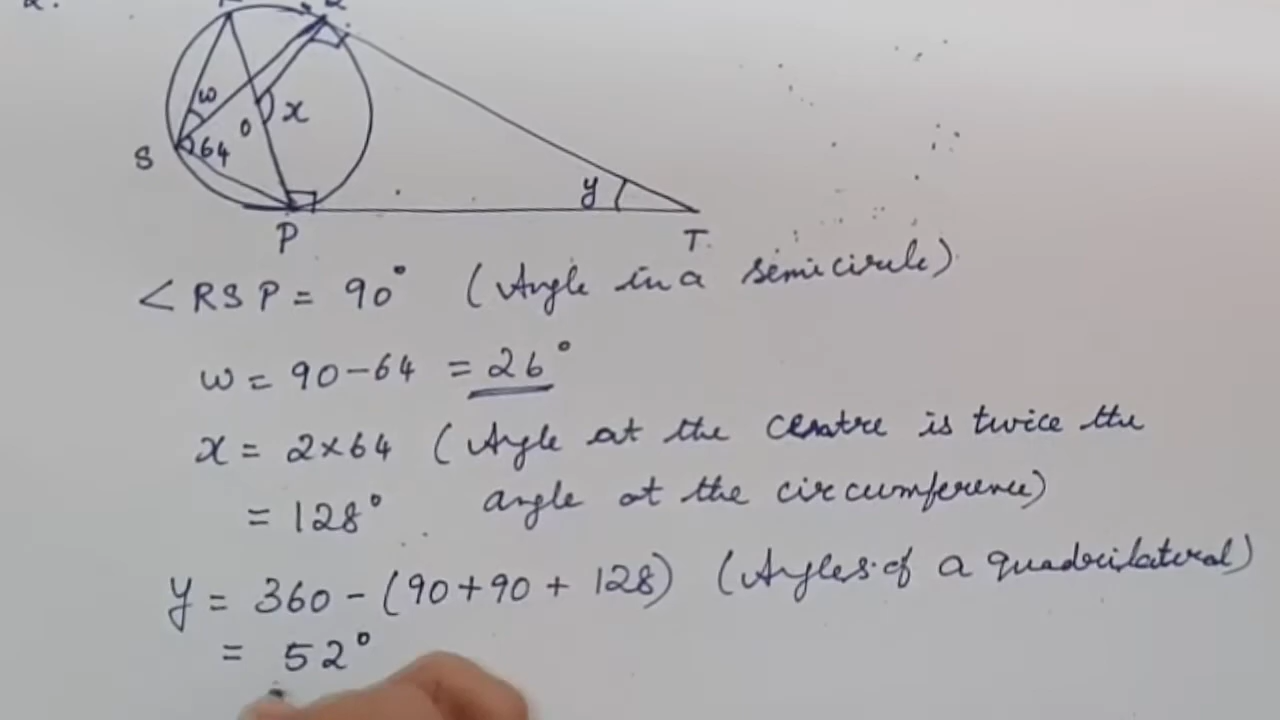 w
x
O
S
64
y
P
T.
< RSP = 90° (Angle in a semicircle)
w = 90-64 = 26°
x = 2×64 (Angle at the centre is twice the
= 128° angle at the circumference)
y = 360 - (90+90 + 128) (Angles of a quadrilateral)
= 52°